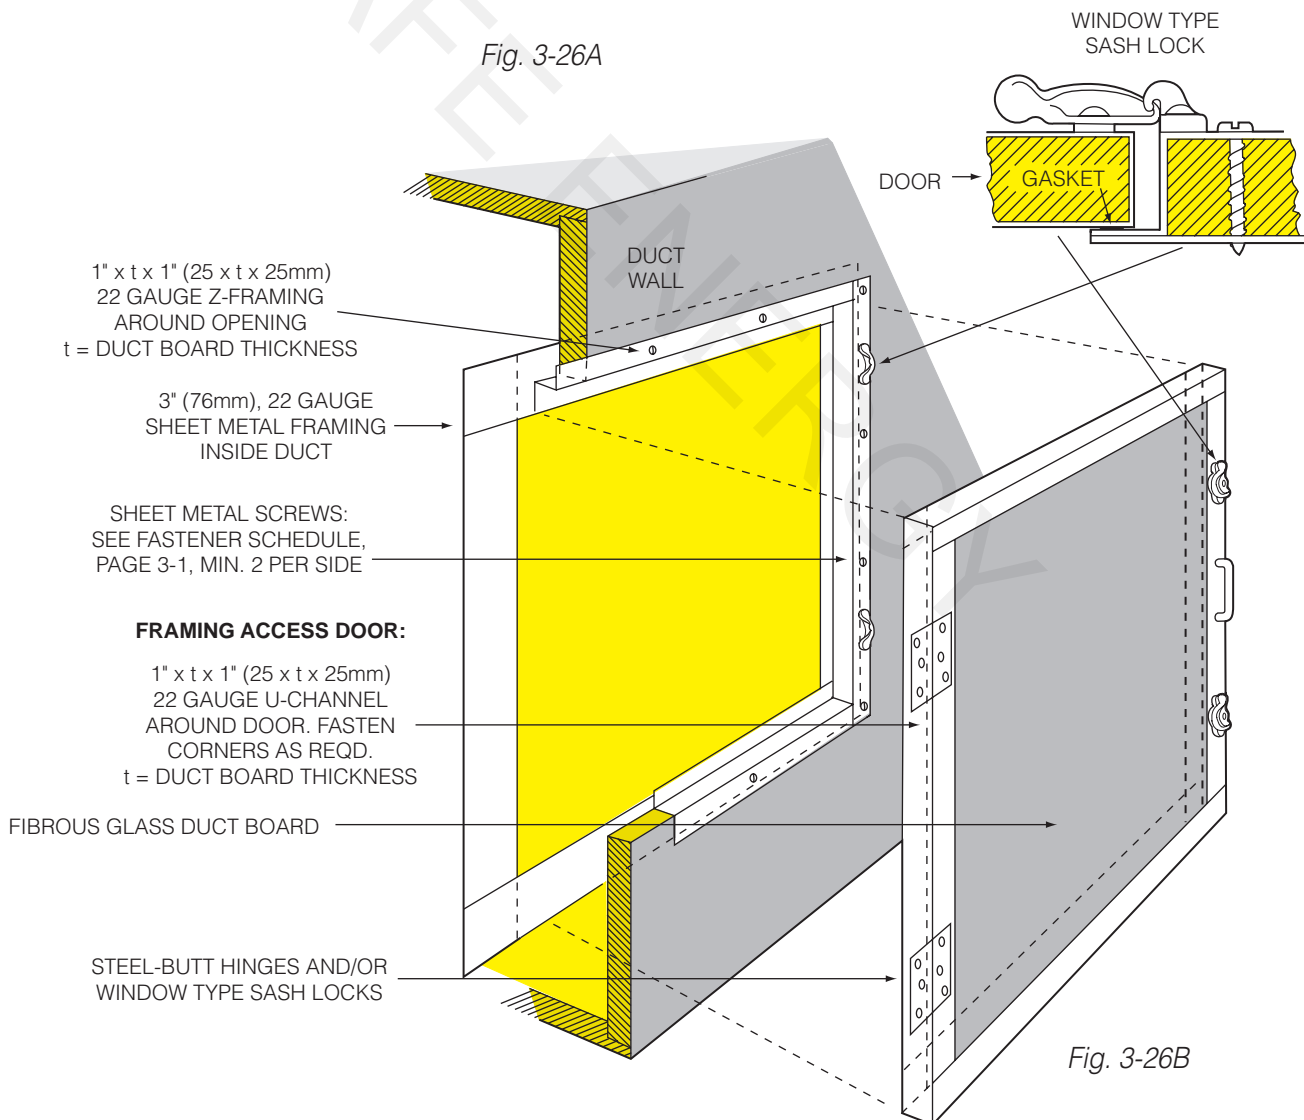 Fig. 3-26A
WINDOW TYPE
SASH LOCK
DOOR
GASKET
DUCT
WALL
1" x t x 1" (25 x t x 25mm)
22 GAUGE Z-FRAMING
AROUND OPENING
t = DUCT BOARD THICKNESS
3" (76mm), 22 GAUGE
SHEET METAL FRAMING
INSIDE DUCT
SHEET METAL SCREWS:
SEE FASTENER SCHEDULE,
PAGE 3-1, MIN. 2 PER SIDE
FRAMING ACCESS DOOR:
1" x t x 1" (25 x t x 25mm)
22 GAUGE U-CHANNEL
AROUND DOOR. FASTEN
CORNERS AS REQD.
t = DUCT BOARD THICKNESS
FIBROUS GLASS DUCT BOARD
STEEL-BUTT HINGES AND/OR
WINDOW TYPE SASH LOCKS
Fig. 3-26B
ENERGY